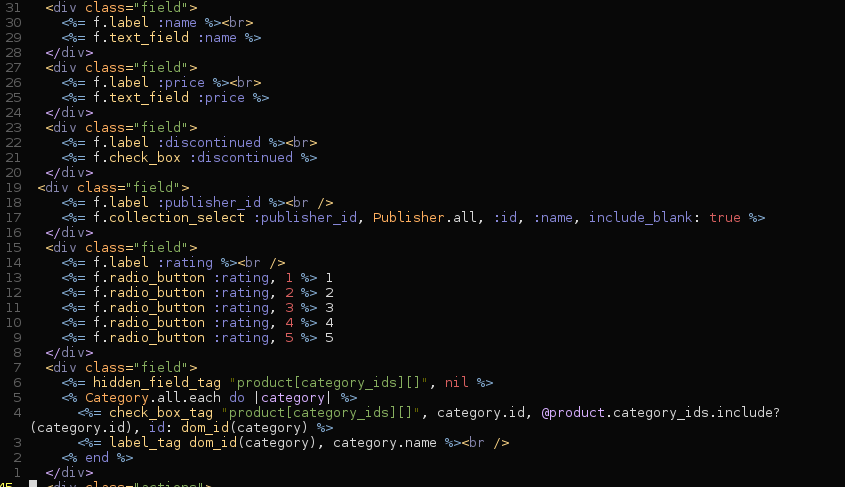 31   <div class="field">
30     <%= f.label :name %><br>
29     <%= f.text_field :name %>
28   </div>
27   <div class="field">
26     <%= f.label :price %><br>
25     <%= f.text_field :price %>
24   </div>
23   <div class="field">
22     <%= f.label :discontinued %><br>
21     <%= f.check_box :discontinued %>
20   </div>
19  <div class="field">
18     <%= f.label :publisher_id %><br />
17     <%= f.collection_select :publisher_id, Publisher.all, :id, :name, include_blank: true %>
16   </div>
15   <div class="field">
14     <%= f.label :rating %><br />
13     <%= f.radio_button :rating, 1 %> 1
12     <%= f.radio_button :rating, 2 %> 2
11     <%= f.radio_button :rating, 3 %> 3
10     <%= f.radio_button :rating, 4 %> 4
9     <%= f.radio_button :rating, 5 %> 5
8   </div>
7   <div class="field">
6     <%= hidden_field_tag "product[category_ids][]", nil %>
5     <% Category.all.each do |category| %>
4       <%= check_box_tag "product[category_ids][]", category.id, @product.category_ids.include?
(category.id), id: dom_id(category) %>
3       <%= label_tag dom_id(category), category.name %><br />
2     <% end %>
1   </div>
<div class="actions">